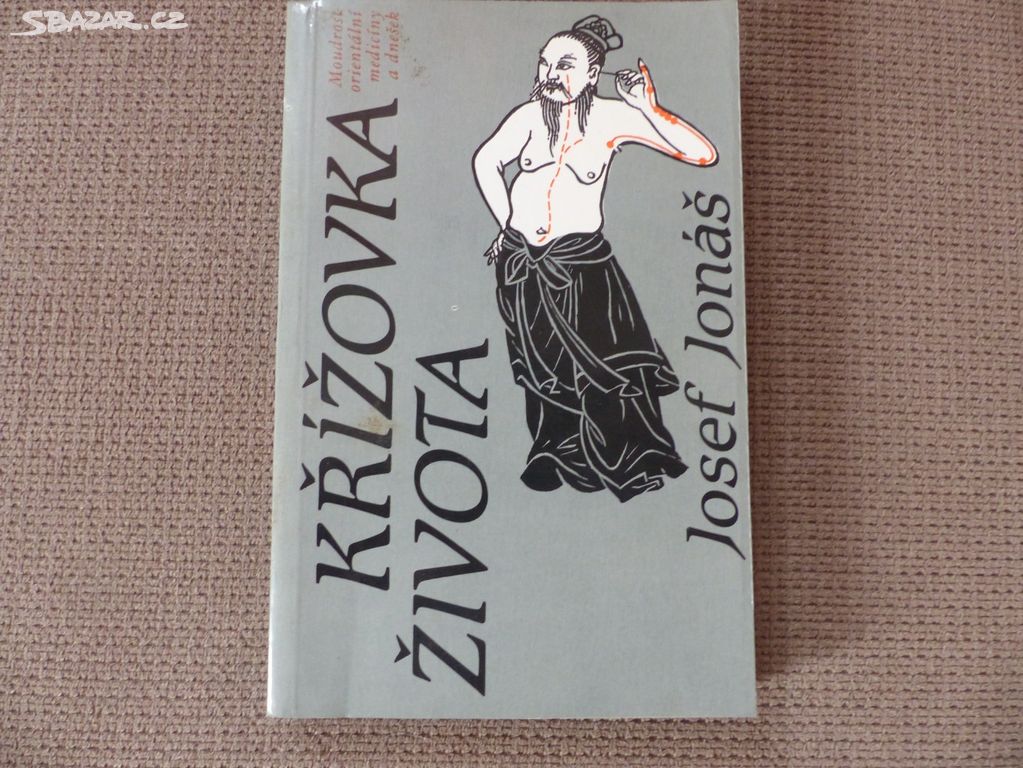 SBAZAR.CZ
Moudrost
orientální
medicíny
a dnešek
KŘÍŽOVKA
ŽIVOTA
Josef Jonáš